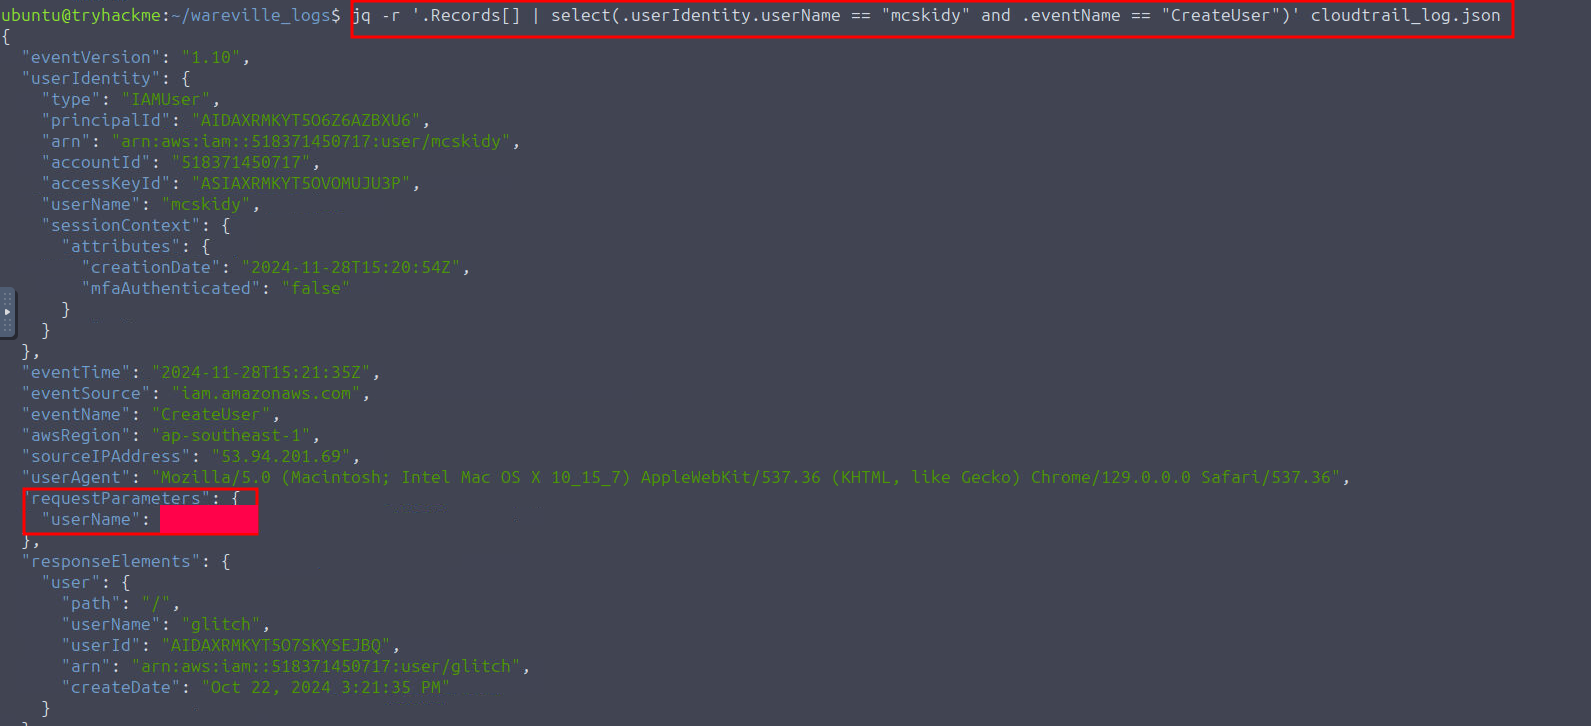 ubuntu@tryhackme:~/wareville_logs$ jq -r '.Records[] | select(.userIdentity.userName == "mcskidy" and .eventName == "CreateUser")' cloudtrail_log.json
{
  "eventVersion": "1.10",
  "userIdentity": {
    "type": "IAMUser",
    "principalId": "AIDAXRMKYT5O6Z6AZBXU6",
    "arn": "arn:aws:iam::518371450717:user/mcskidy",
    "accountId": "518371450717",
    "accessKeyId": "ASIAXRMKYT5OVOMUJU3P",
    "userName": "mcskidy",
    "sessionContext": {
      "attributes": {
        "creationDate": "2024-11-28T15:20:54Z",
        "mfaAuthenticated": "false"
      }
    }
  },
  "eventTime": "2024-11-28T15:21:35Z",
  "eventSource": "iam.amazonaws.com",
  "eventName": "CreateUser",
  "awsRegion": "ap-southeast-1",
  "sourceIPAddress": "53.94.201.69",
  "userAgent": "Mozilla/5.0 (Macintosh; Intel Mac OS X 10_15_7) AppleWebKit/537.36 (KHTML, like Gecko) Chrome/129.0.0.0 Safari/537.36",
  "requestParameters": {
    "userName":
  },
  "responseElements": {
    "user": {
      "path": "/",
      "userName": "glitch",
      "userId": "AIDAXRMKYT5O7SKYSEJBQ",
      "arn": "arn:aws:iam::518371450717:user/glitch",
      "createDate": "Oct 22, 2024 3:21:35 PM"
    }